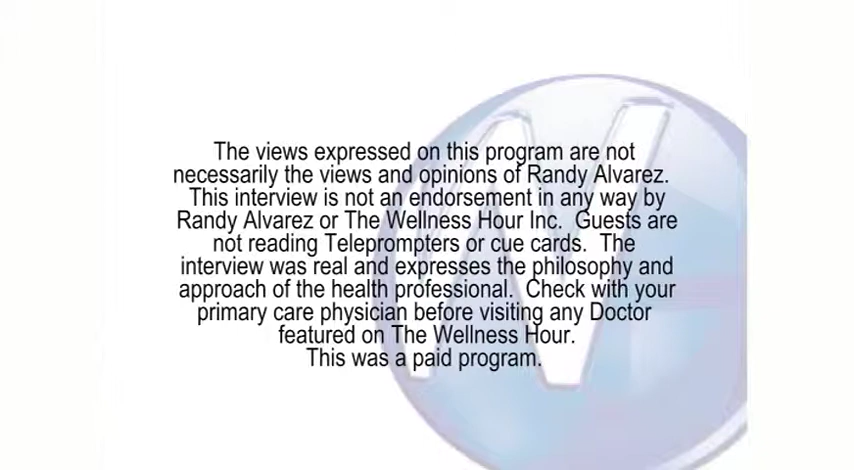 The views expressed on this program are not
necessarily the views and opinions of Randy Alvarez.
This interview is not an endorsement in any way by
Randy Alvarez or The Wellness Hour Inc.  Guests are
not reading Teleprompters or cue cards.  The
interview was real and expresses the philosophy and
approach of the health professional.  Check with your
primary care physician before visiting any Doctor
featured on The Wellness Hour.
This was a paid program.